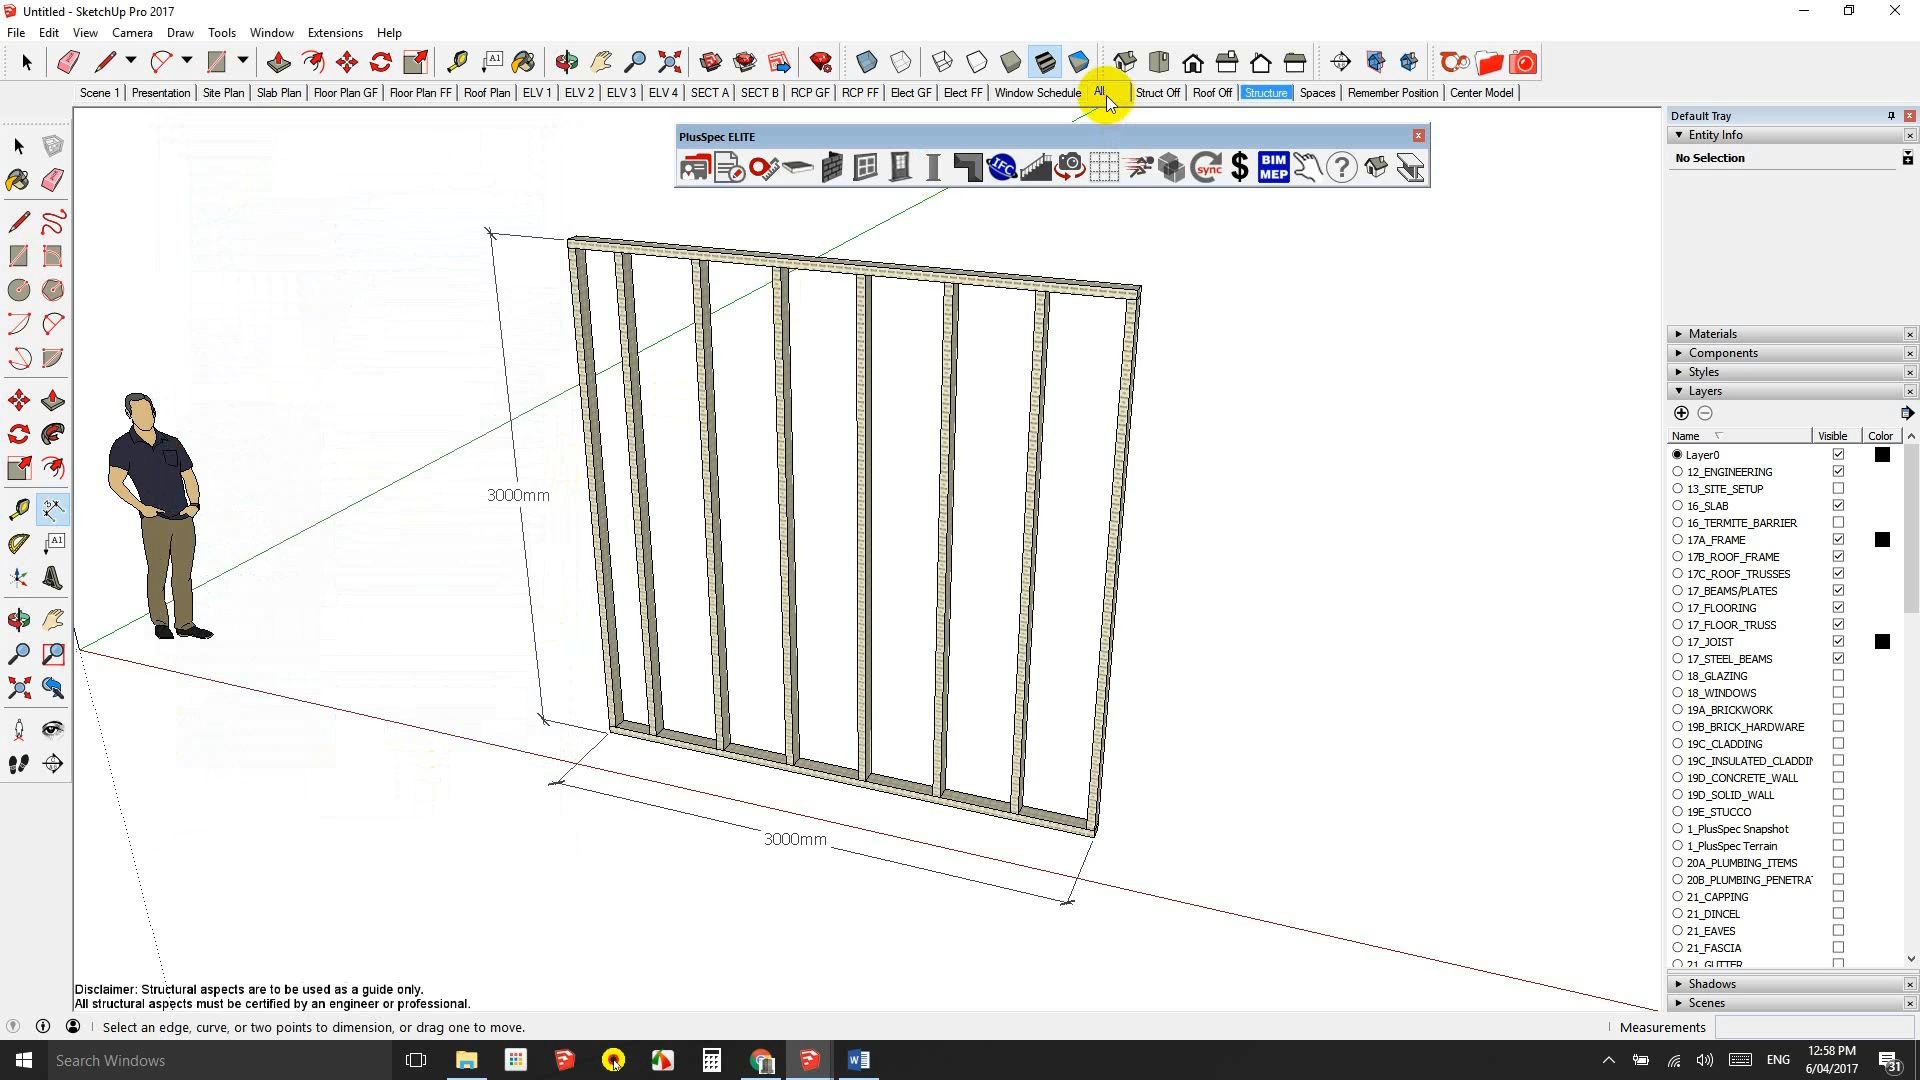 Untitled - SketchUp Pro 2017
File Edit View Camera Draw Tools Window Extensions Help
A1
Scene 1 Presentation Site Plan Slab Plan Floor Plan GF Floor Plan FF Roof Plan ELV 1 ELV 2 ELV 3 ELV 4 SECT A SECT B RCP GF RCP FF Elect GF Elect FF Window Schedule All Struct Off Roof Off Structure Spaces Remember Position Center Model
PlusSpec ELITE
IFC sync $ BIM MEP ?
3000mm
3000mm
A1
Disclaimer: Structural aspects are to be used as a guide only.
All structural aspects must be certified by an engineer or professional.
Default Tray
Entity Info
No Selection
Materials
Components
Styles
Layers
Name Visible Color
Layer0
12_ENGINEERING
13_SITE_SETUP
16_SLAB
16_TERMITE_BARRIER
17A_FRAME
17B_ROOF_FRAME
17C_ROOF_TRUSSES
17_BEAMS/PLATES
17_FLOORING
17_FLOOR_TRUSS
17_JOIST
17_STEEL_BEAMS
18_GLAZING
18_WINDOWS
19A_BRICKWORK
19B_BRICK_HARDWARE
19C_CLADDING
19C_INSULATED_CLADDIN
19D_CONCRETE_WALL
19D_SOLID_WALL
19E_STUCCO
1_PlusSpec Snapshot
1_PlusSpec Terrain
20A_PLUMBING_ITEMS
20B_PLUMBING_PENETRA
21_CAPPING
21_DINCEL
21_EAVES
21_FASCIA
21_GUTTER
Shadows
Scenes
Select an edge, curve, or two points to dimension, or drag one to move.
Measurements
Search Windows
ENG
12:58 PM
6/04/2017
31